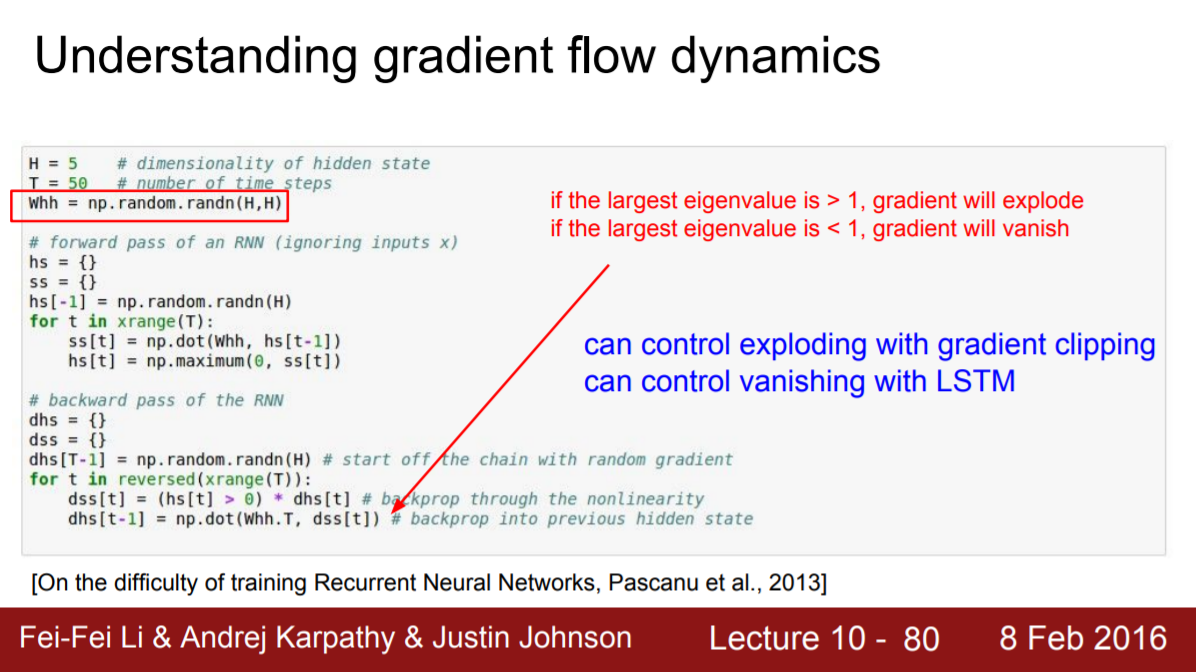 Understanding gradient flow dynamics
H = 5    # dimensionality of hidden state
T = 50   # number of time steps
Whh = np.random.randn(H,H)
# forward pass of an RNN (ignoring inputs x)
hs = {}
ss = {}
hs[-1] = np.random.randn(H)
for t in xrange(T):
    ss[t] = np.dot(Whh, hs[t-1])
    hs[t] = np.maximum(0, ss[t])
# backward pass of the RNN
dhs = {}
dss = {}
dhs[T-1] = np.random.randn(H) # start off the chain with random gradient
for t in reversed(xrange(T)):
    dss[t] = (hs[t] > 0) * dhs[t] # backprop through the nonlinearity
    dhs[t-1] = np.dot(Whh.T, dss[t]) # backprop into previous hidden state
if the largest eigenvalue is > 1, gradient will explode
if the largest eigenvalue is < 1, gradient will vanish
can control exploding with gradient clipping
can control vanishing with LSTM
[On the difficulty of training Recurrent Neural Networks, Pascanu et al., 2013]
Fei-Fei Li & Andrej Karpathy & Justin Johnson    Lecture 10 - 80    8 Feb 2016